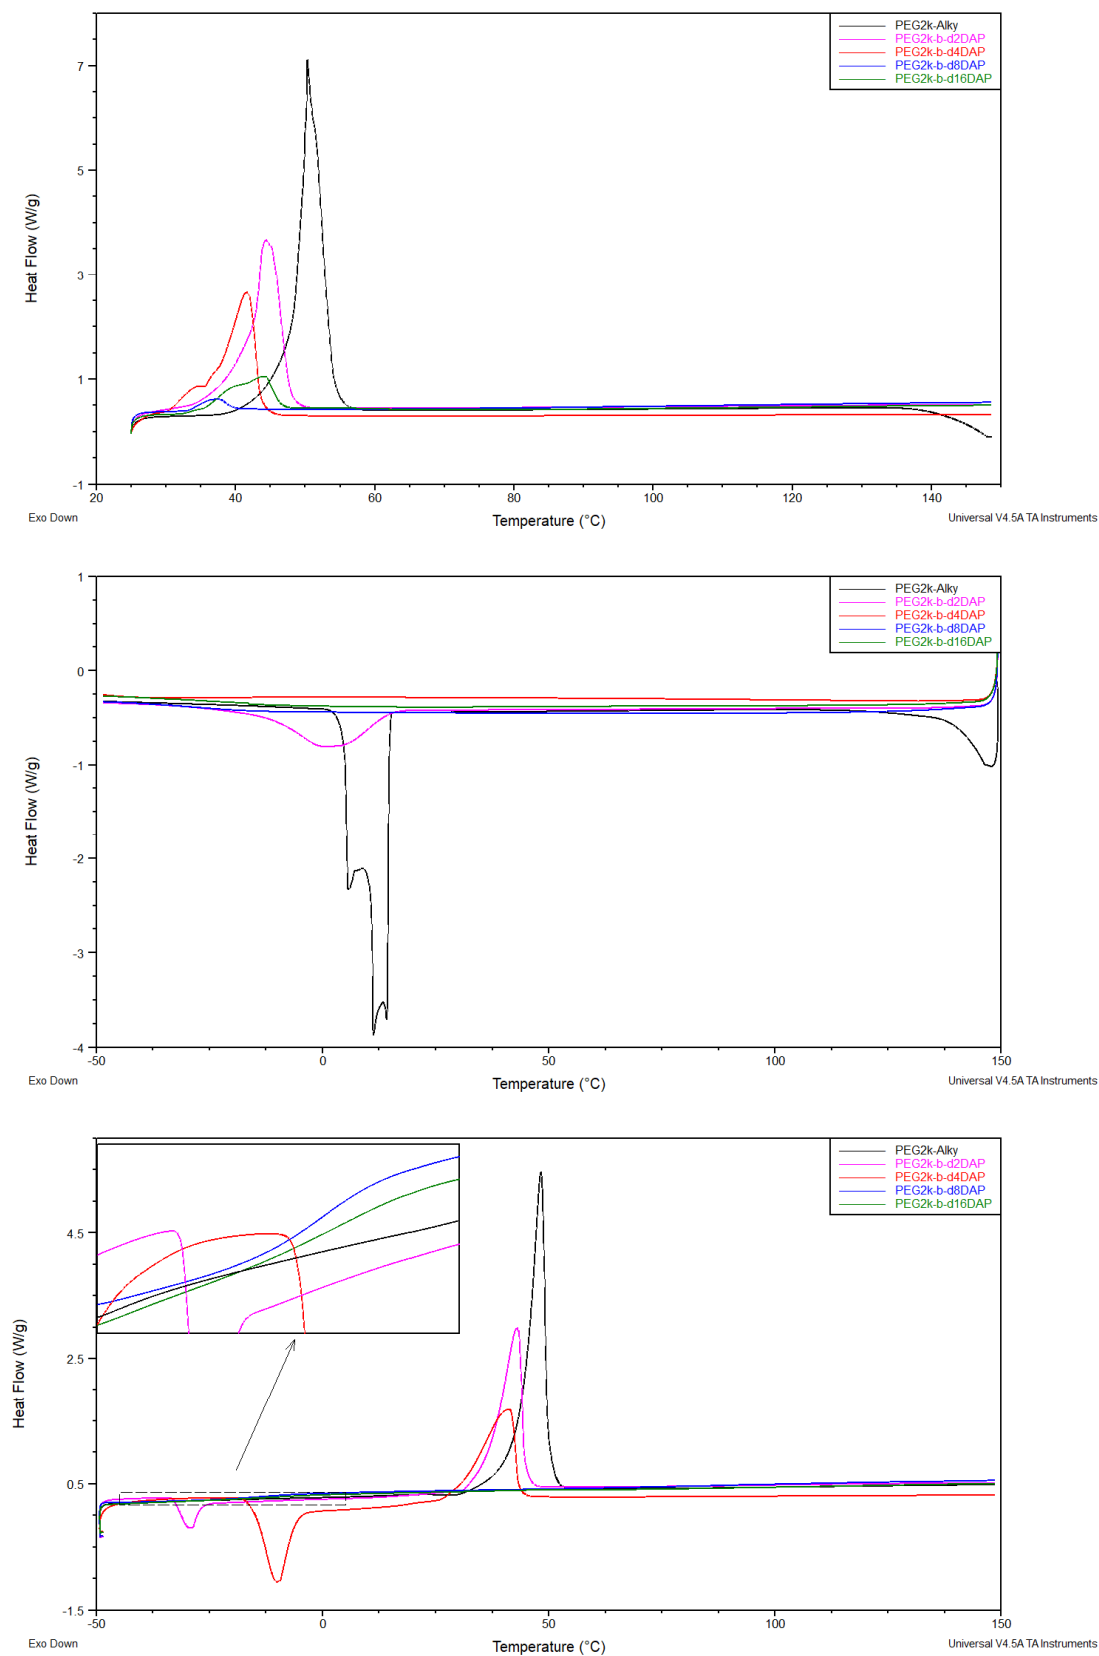 PEG2k-Alky
PEG2k-b-d2DAP
PEG2k-b-d4DAP
PEG2k-b-d8DAP
PEG2k-b-d16DAP
7
5
3
1
-1
Heat Flow (W/g)
20 40 60 80 100 120 140
Exo Down
Temperature (°C)
Universal V4.5A TA Instruments
PEG2k-Alky
PEG2k-b-d2DAP
PEG2k-b-d4DAP
PEG2k-b-d8DAP
PEG2k-b-d16DAP
1
0
-1
-2
-3
-4
Heat Flow (W/g)
-50 0 50 100 150
Exo Down
Temperature (°C)
Universal V4.5A TA Instruments
PEG2k-Alky
PEG2k-b-d2DAP
PEG2k-b-d4DAP
PEG2k-b-d8DAP
PEG2k-b-d16DAP
4.5
2.5
0.5
-1.5
Heat Flow (W/g)
-50 0 50 100 150
Exo Down
Temperature (°C)
Universal V4.5A TA Instruments